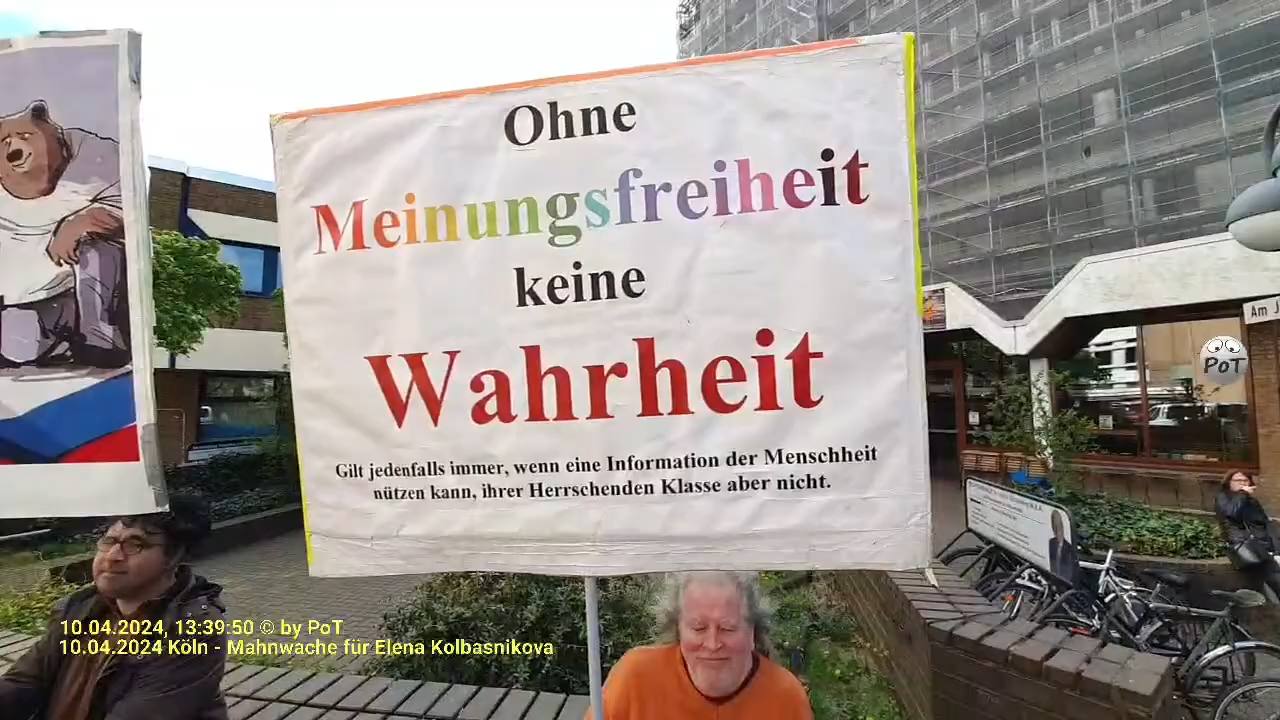 Ohne
Meinungsfreiheit
keine
Wahrheit
Gilt jedenfalls immer, wenn eine Information der Menschheit
nützen kann, ihrer Herrschenden Klasse aber nicht.
Am J
PoT
10.04.2024, 13:39:50 © by PoT
10.04.2024 Köln - Mahnwache für Elena Kolbasnikova